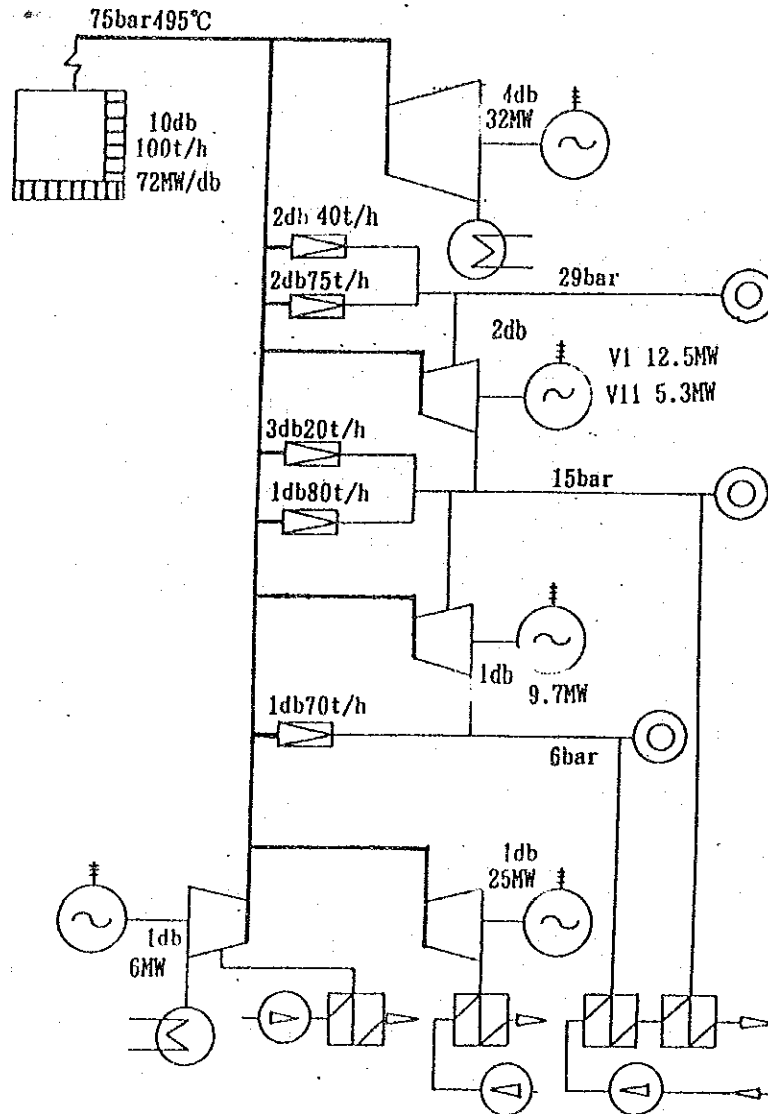 75bar495°C
10db
100t/h
72MW/db
4db
32MW
2db 40t/h
2db75t/h
29bar
2db
V1 12.5MW
V11 5.3MW
3db20t/h
1db80t/h
15bar
1db
9.7MW
1db70t/h
6bar
1db
25MW
1db
6MW